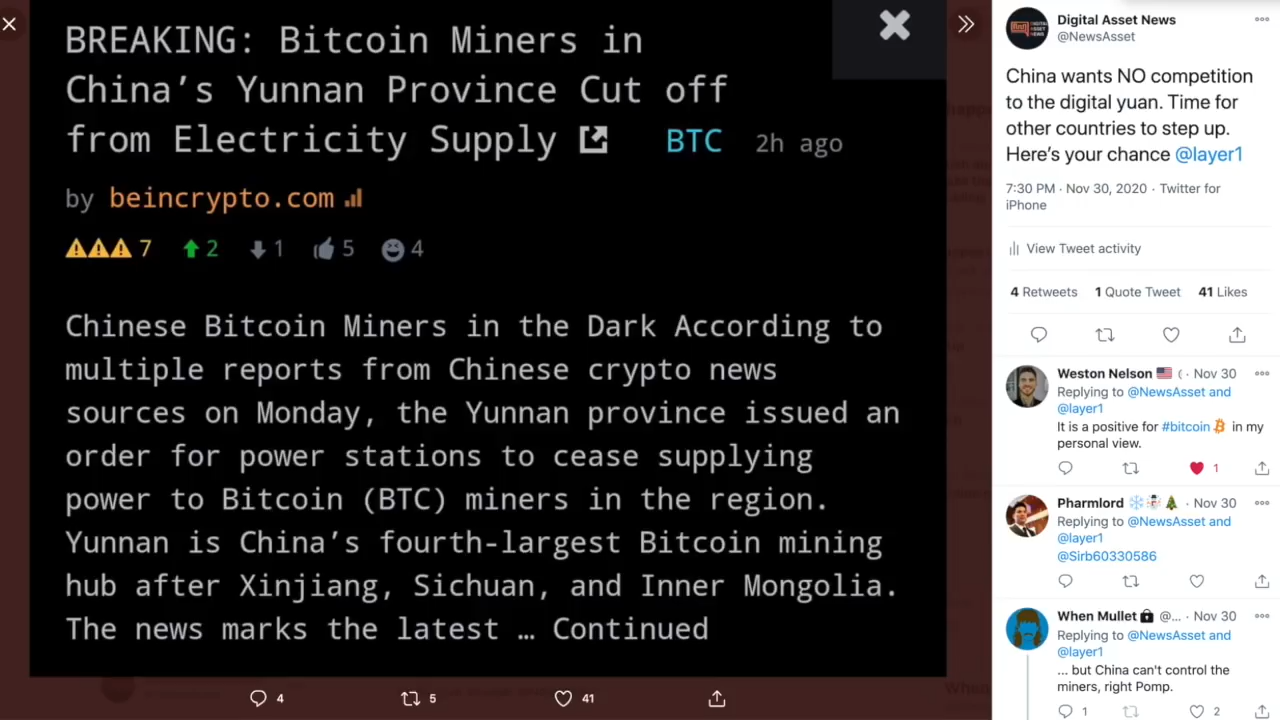 BREAKING: Bitcoin Miners in
China’s Yunnan Province Cut off
from Electricity Supply BTC 2h ago
by beincrypto.com
7 2 1 5 4
Chinese Bitcoin Miners in the Dark According to
multiple reports from Chinese crypto news
sources on Monday, the Yunnan province issued an
order for power stations to cease supplying
power to Bitcoin (BTC) miners in the region.
Yunnan is China’s fourth-largest Bitcoin mining
hub after Xinjiang, Sichuan, and Inner Mongolia.
The news marks the latest … Continued
4 5 41
Digital Asset News
@NewsAsset
China wants NO competition
to the digital yuan. Time for
other countries to step up.
Here’s your chance @layer1
7:30 PM · Nov 30, 2020 · Twitter for
iPhone
View Tweet activity
4 Retweets 1 Quote Tweet 41 Likes
Weston Nelson 🇺🇸 ( · Nov 30
Replying to @NewsAsset and
@layer1
It is a positive for #bitcoin in my
personal view.
1
Pharmlord ❄️☃️🎄 · Nov 30
Replying to @NewsAsset and
@layer1
@Sirb60330586
When Mullet @... · Nov 30
Replying to @NewsAsset and
@layer1
... but China can't control the
miners, right Pomp.
1 2